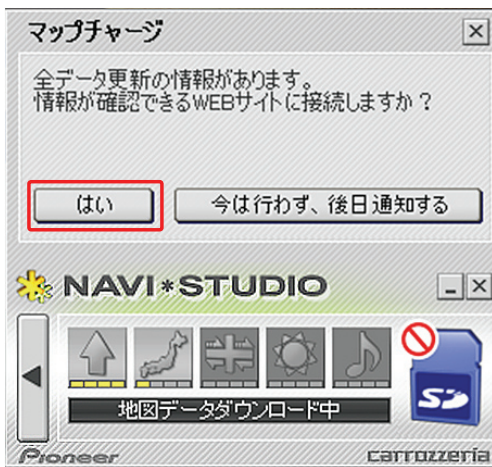 マップチャージ
全データ更新の情報があります。
情報が確認できるWEBサイトに接続しますか？
はい
今は行わず、後日通知する
NAVI*STUDIO
地図データダウンロード中
SD
Pioneer
carrozzeria